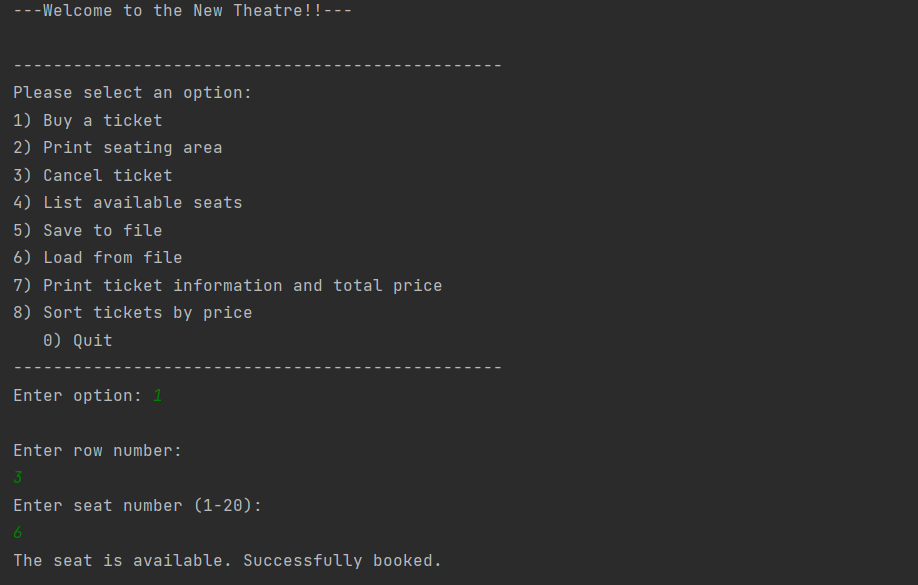 ---Welcome to the New Theatre!!---
-------------------------------------------------
Please select an option:
1) Buy a ticket
2) Print seating area
3) Cancel ticket
4) List available seats
5) Save to file
6) Load from file
7) Print ticket information and total price
8) Sort tickets by price
   0) Quit
-------------------------------------------------
Enter option: 1
Enter row number:
3
Enter seat number (1-20):
6
The seat is available. Successfully booked.